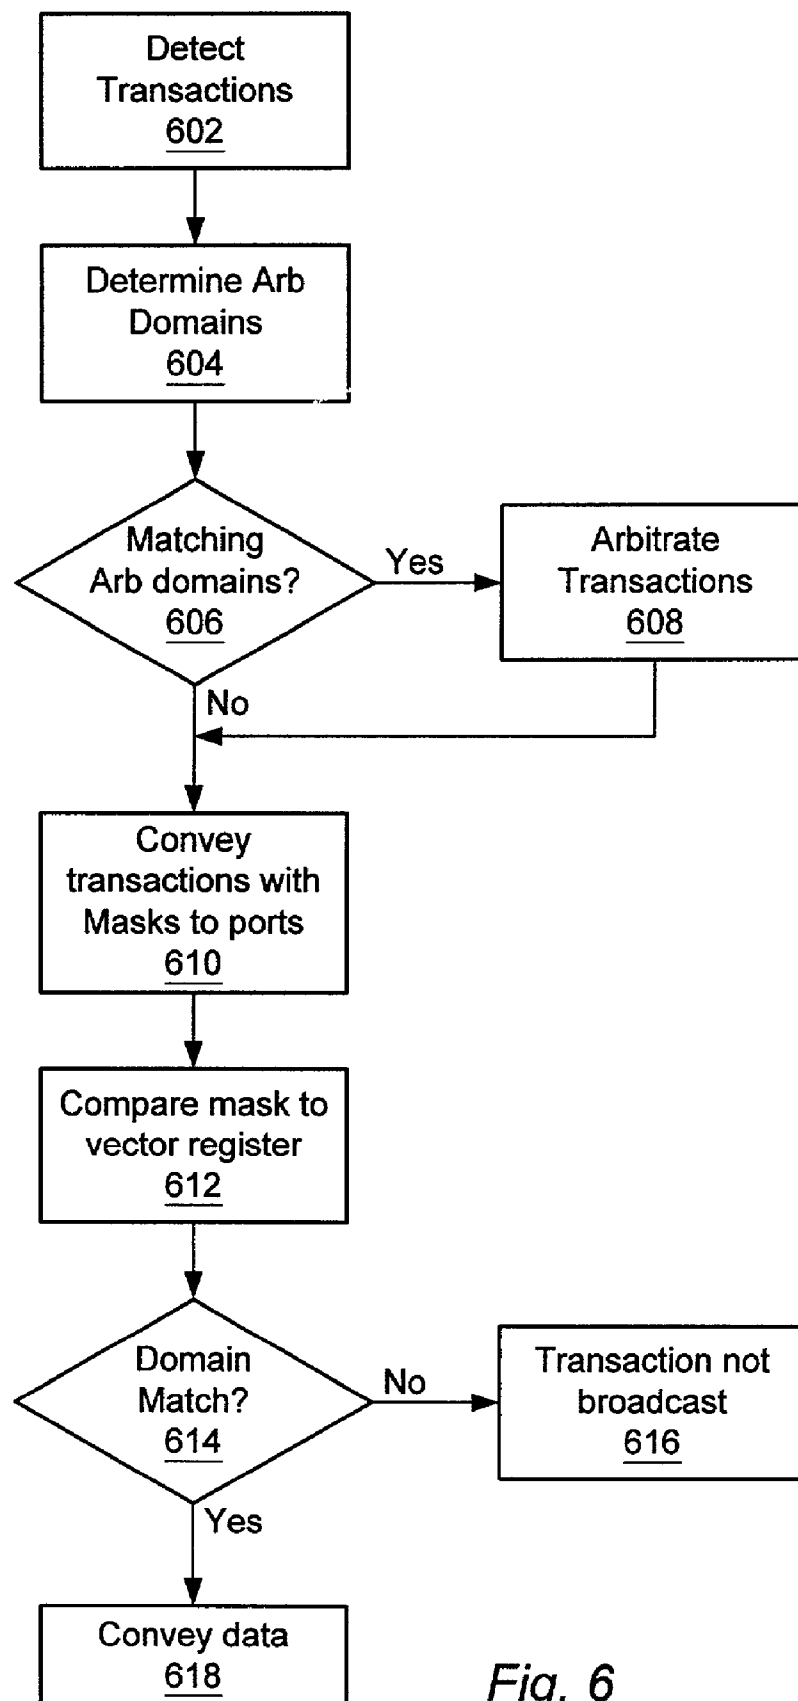 Detect
Transactions
602
Determine Arb
Domains
604
Matching
Arb domains?
606
Yes
Arbitrate
Transactions
608
No
Convey
transactions with
Masks to ports
610
Compare mask to
vector register
612
Domain
Match?
614
No
Transaction not
broadcast
616
Yes
Convey data
618
Fig. 6